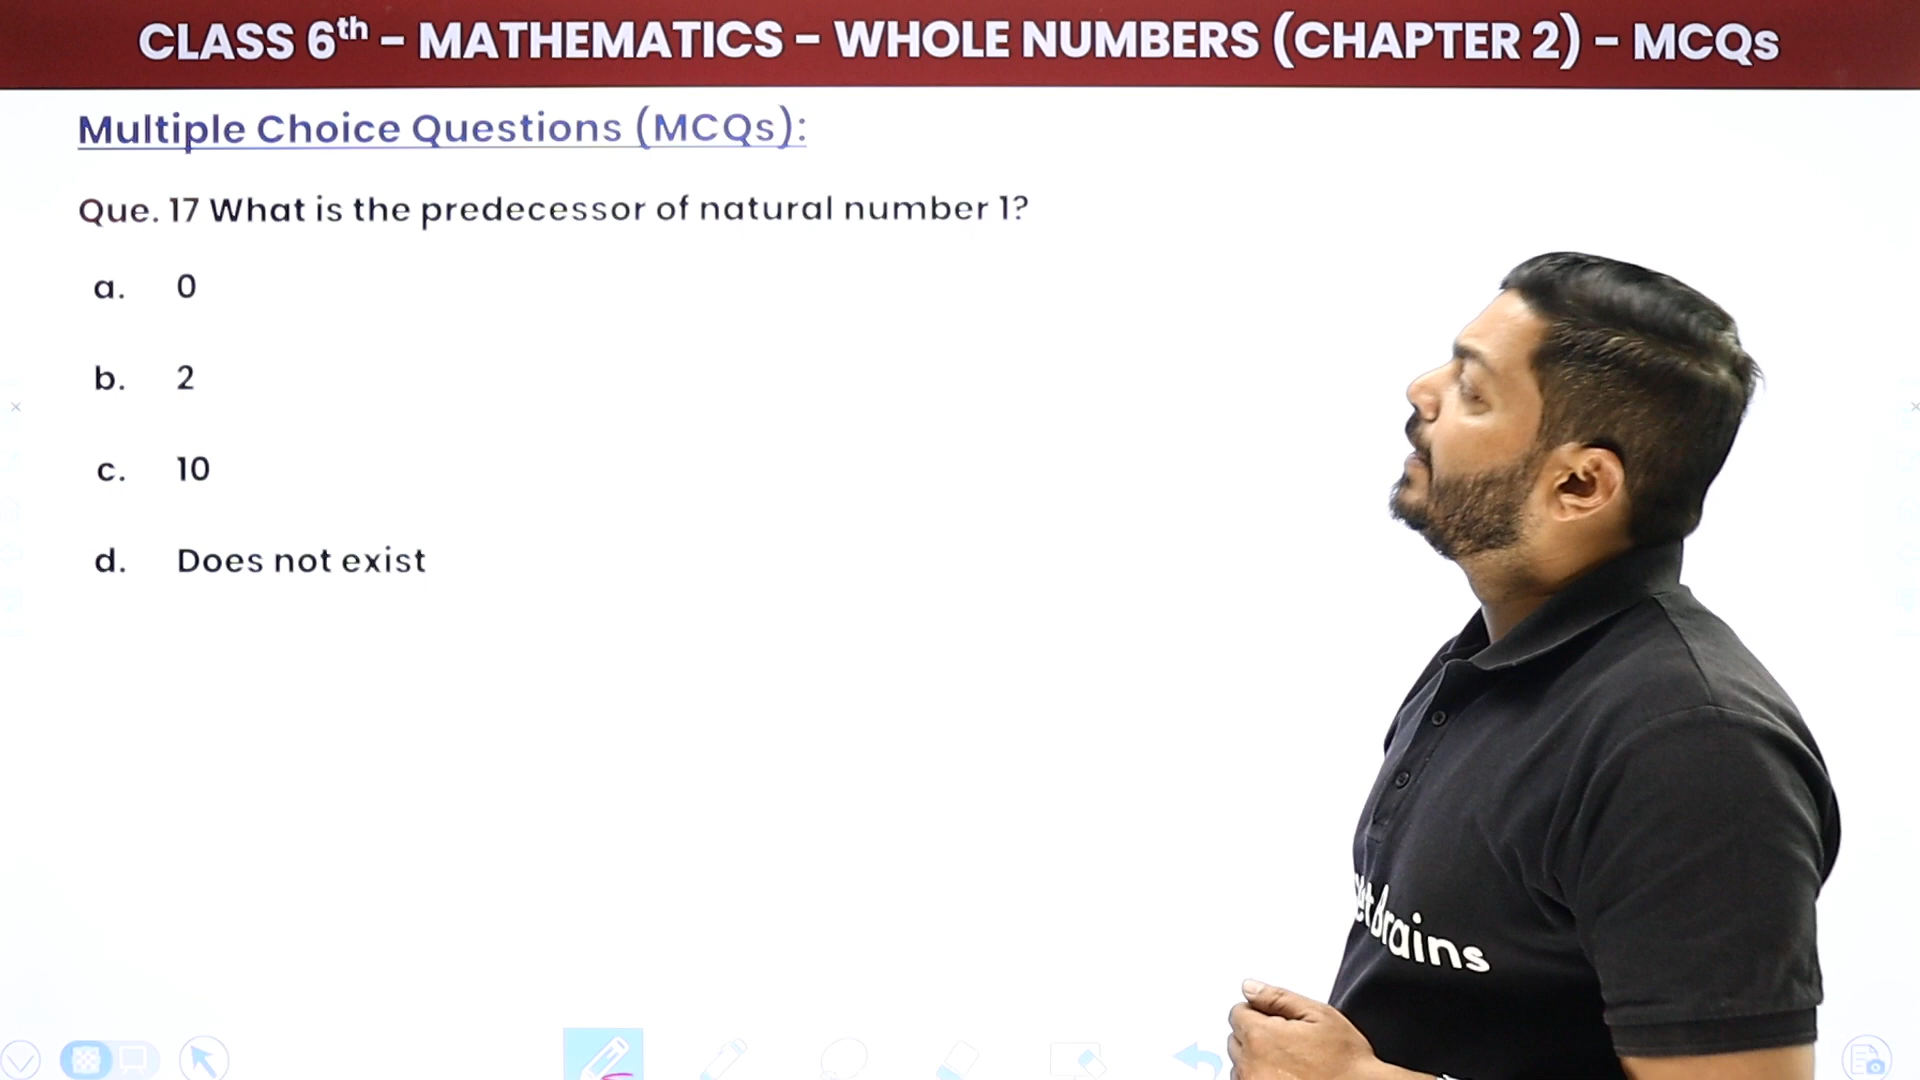 CLASS 6th – MATHEMATICS – WHOLE NUMBERS (CHAPTER 2) – MCQs
Multiple Choice Questions (MCQs):
Que. 17 What is the predecessor of natural number 1?
a. 0
b. 2
c. 10
d. Does not exist
Brains